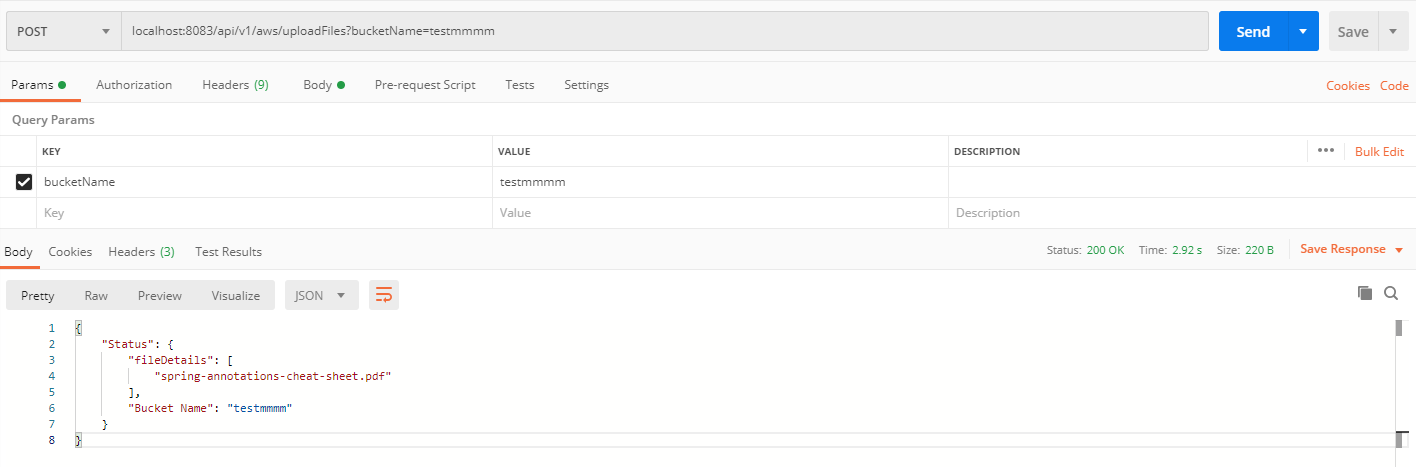 POST localhost:8083/api/v1/aws/uploadFiles?bucketName=testmmmm Send Save
Params Authorization Headers (9) Body Pre-request Script Tests Settings Cookies Code
Query Params
KEY VALUE DESCRIPTION ••• Bulk Edit
bucketName testmmmm
Key Value Description
Body Cookies Headers (3) Test Results Status: 200 OK Time: 2.92 s Size: 220 B Save Response
Pretty Raw Preview Visualize JSON
1 {
2 "Status": {
3 "fileDetails": [
4 "spring-annotations-cheat-sheet.pdf"
5 ],
6 "Bucket Name": "testmmmm"
7 }
8 }